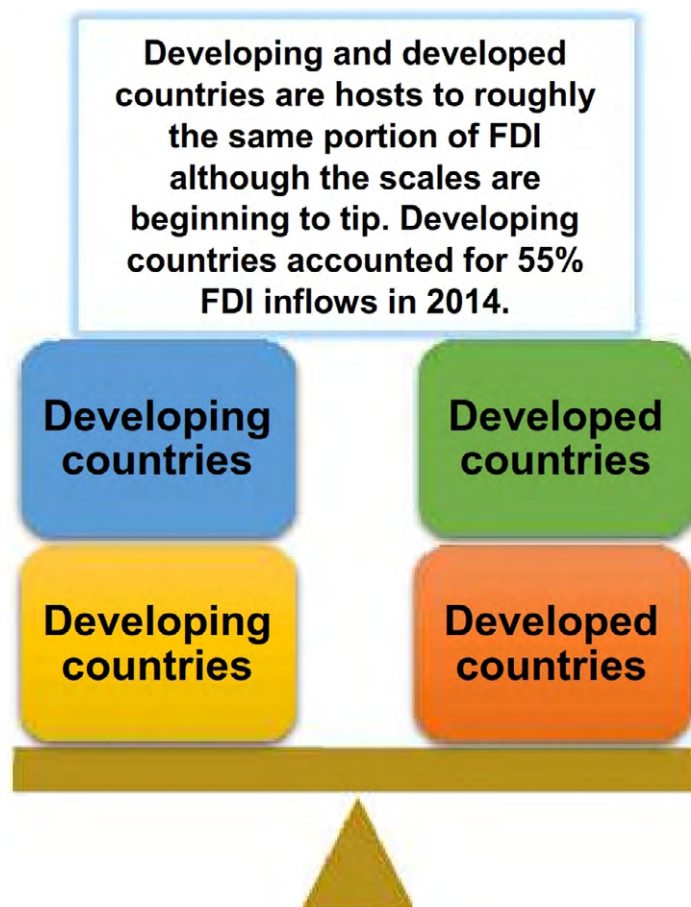 Developing and developed
countries are hosts to roughly
the same portion of FDI
although the scales are
beginning to tip. Developing
countries accounted for 55%
FDI inflows in 2014.
Developing
countries
Developed
countries
Developing
countries
Developed
countries